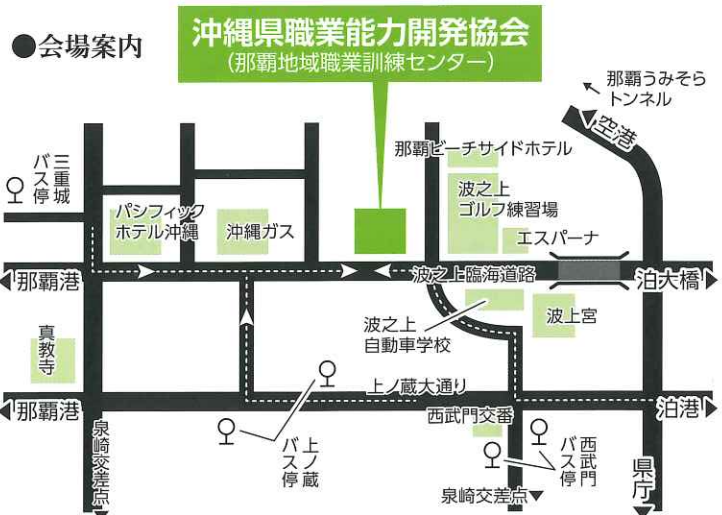 ●会場案内
沖縄県職業能力開発協会
(那覇地域職業訓練センター)
那覇うみそら
トンネル
空港
三重城
バス停
パシフィック
ホテル沖縄
沖縄ガス
那覇ビーチサイドホテル
波之上
ゴルフ練習場
エスパーナ
那覇港
波之上臨海道路
泊大橋
真教寺
波之上
自動車学校
波上宮
上ノ蔵大通り
那覇港
泊港
西武門交番
泉崎交差点
上ノ蔵
バス停
西武門
バス停
泉崎交差点
県庁